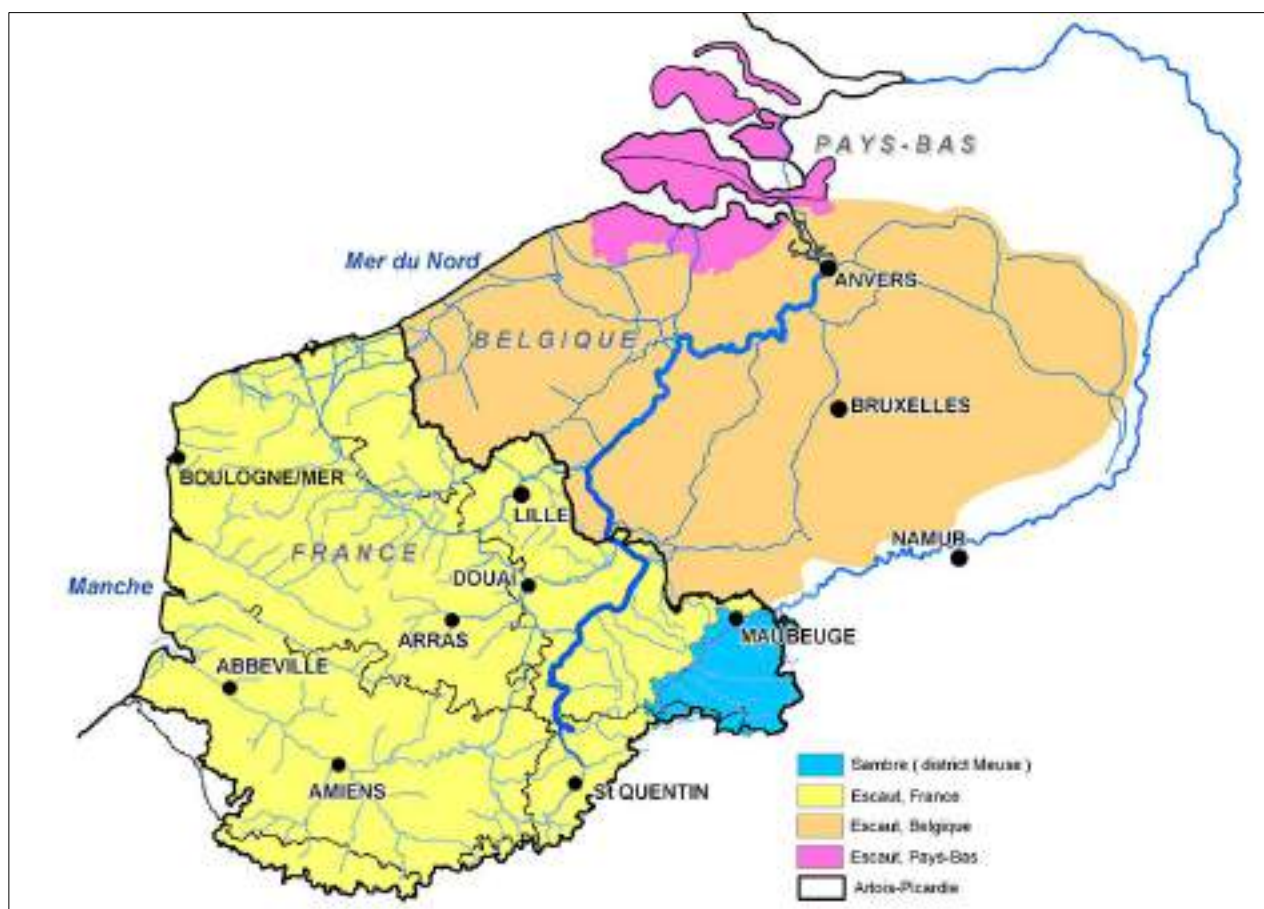 PAYS-BAS
Mer du Nord
ANVERS
BELGIQUE
BRUXELLES
BOULOGNE/MER
LILLE
FRANCE
NAMUR
Manche
DOUAI
ARRAS
MAUBEUGE
ABBEVILLE
AMIENS
St QUENTIN
Sambre ( district Meuse )
Escaut, France
Escaut, Belgique
Escaut, Pays-Bas
Artois-Picardie